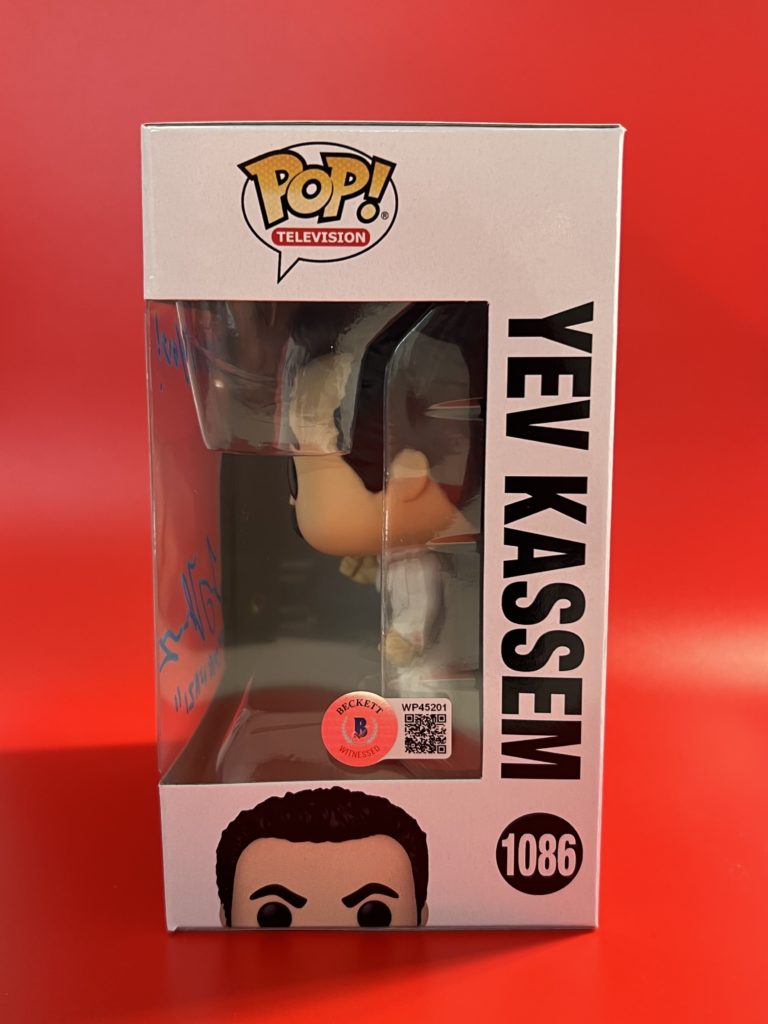 POP!
®
TELEVISION
YEV KASSEM
BECKETT
B
WITNESSED
WP45201
1086